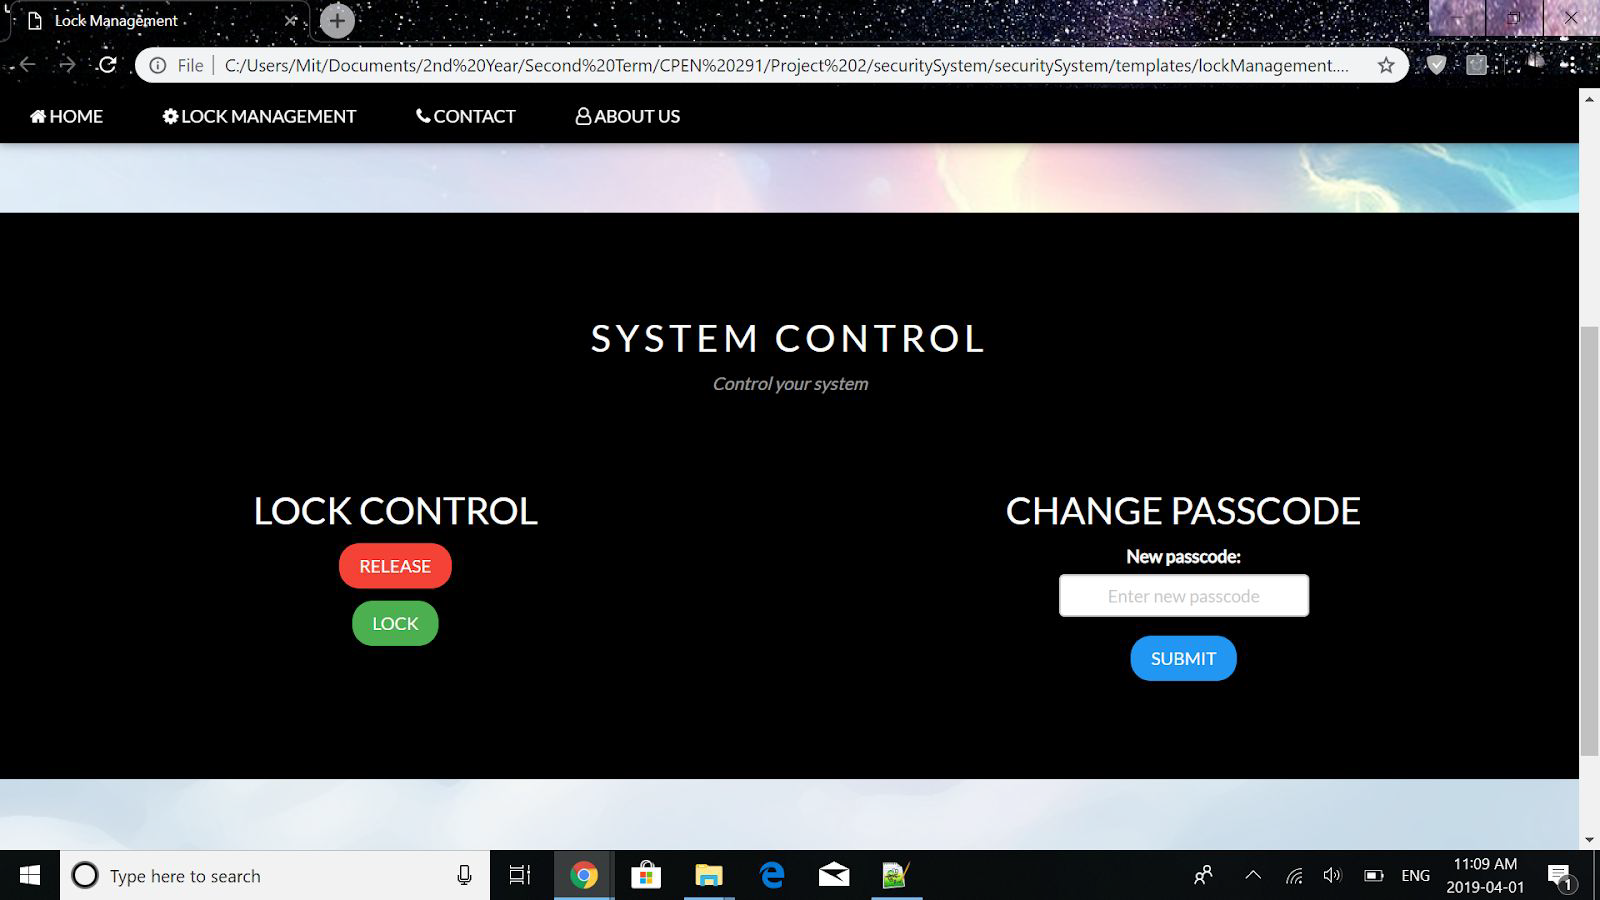 Lock Management
File
C:/Users/Mit/Documents/2nd%20Year/Second%20Term/CPEN%20291/Project%202/securitySystem/securitySystem/templates/lockManagement....
HOME LOCK MANAGEMENT CONTACT ABOUT US
SYSTEM CONTROL
Control your system
LOCK CONTROL
RELEASE
LOCK
CHANGE PASSCODE
New passcode:
Enter new passcode
SUBMIT
Type here to search
ENG
11:09 AM
2019-04-01
1